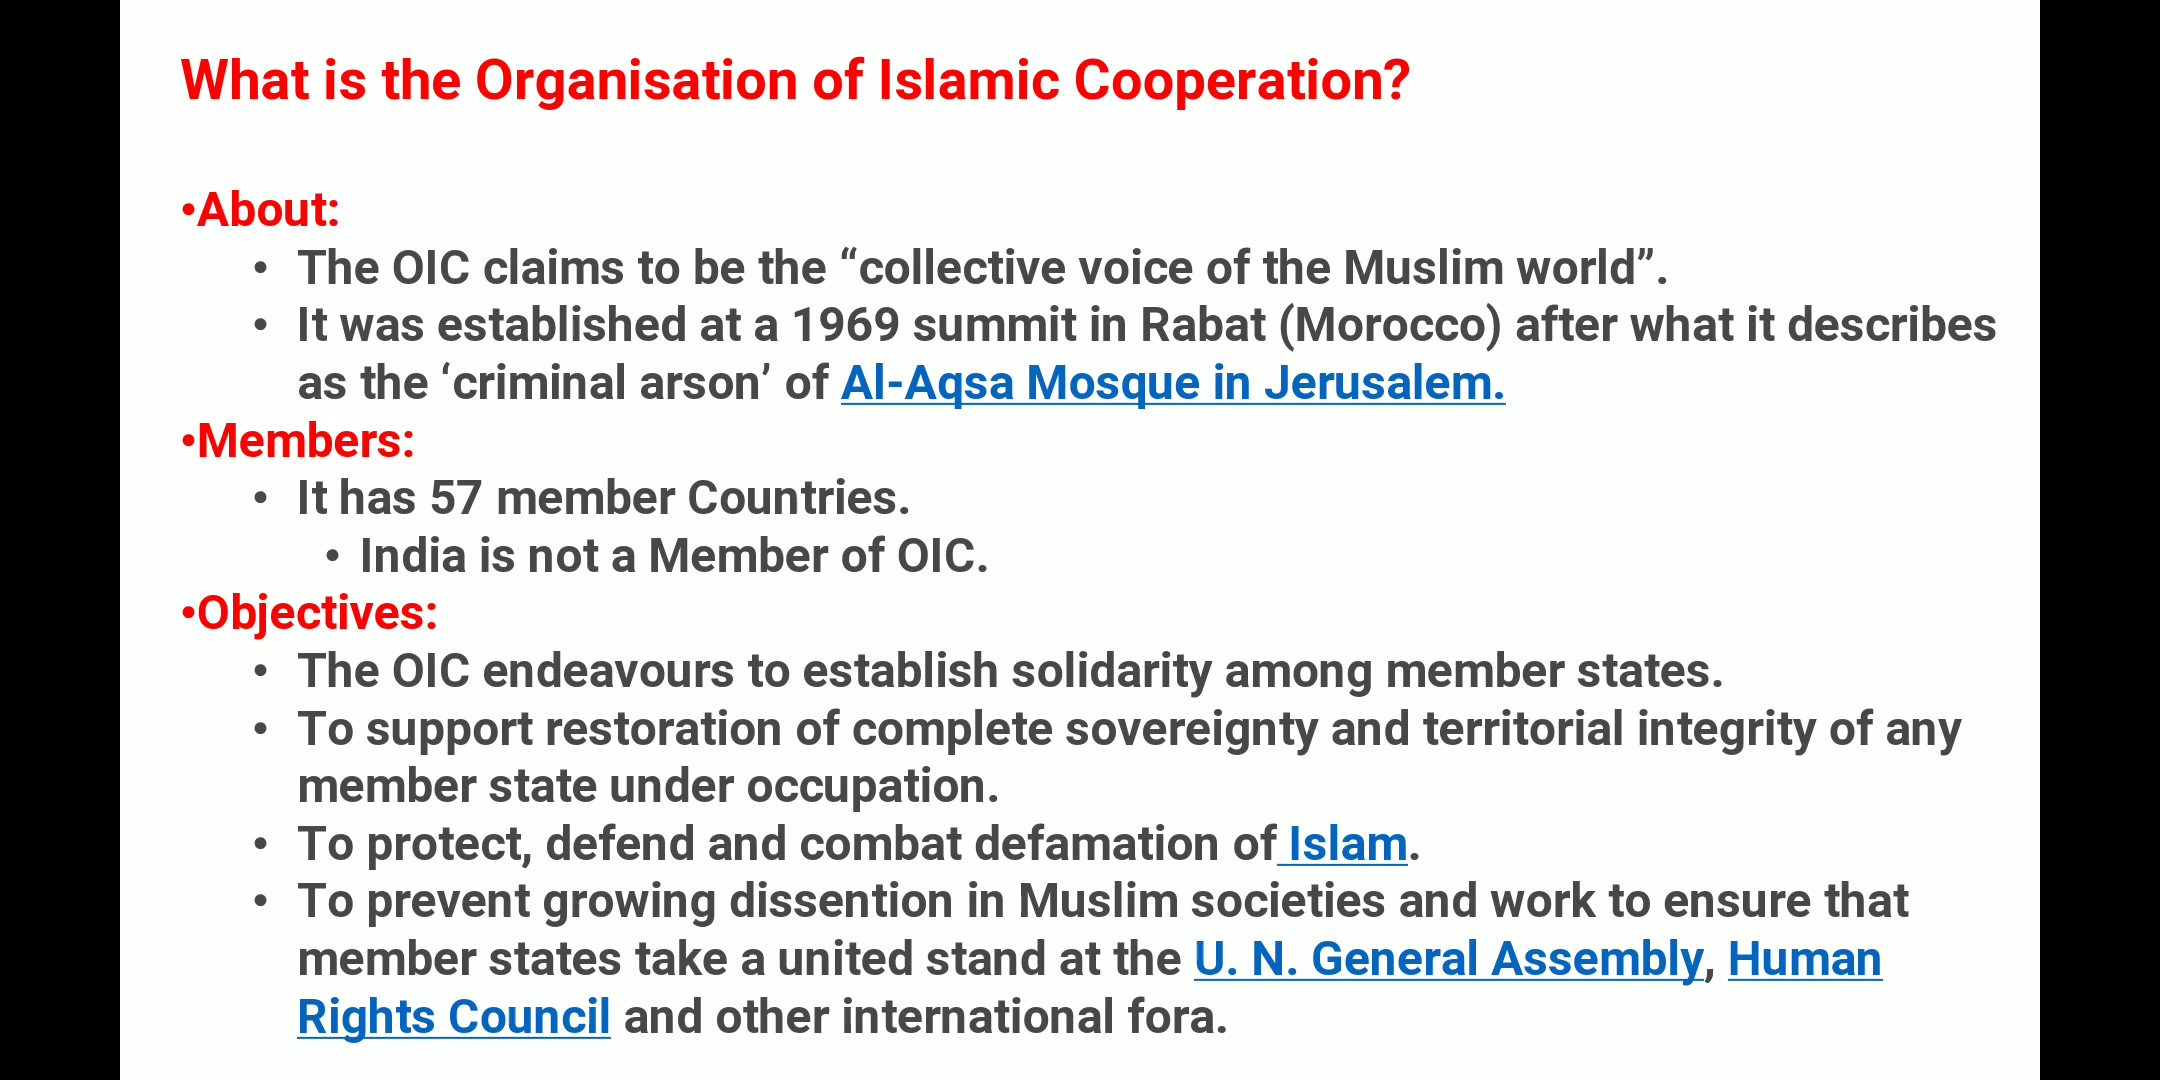 What is the Organisation of Islamic Cooperation?
•About:
• The OIC claims to be the “collective voice of the Muslim world”.
• It was established at a 1969 summit in Rabat (Morocco) after what it describes
as the ‘criminal arson’ of Al-Aqsa Mosque in Jerusalem.
•Members:
• It has 57 member Countries.
• India is not a Member of OIC.
•Objectives:
• The OIC endeavours to establish solidarity among member states.
• To support restoration of complete sovereignty and territorial integrity of any
member state under occupation.
• To protect, defend and combat defamation of Islam.
• To prevent growing dissention in Muslim societies and work to ensure that
member states take a united stand at the U. N. General Assembly, Human
Rights Council and other international fora.